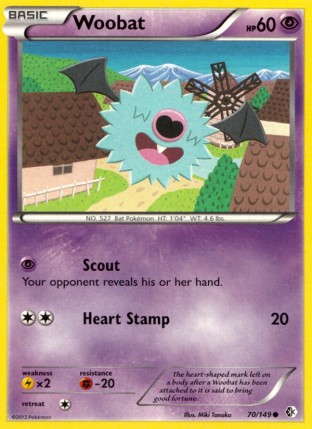 BASIC
Woobat
HP60
NO. 527 Bat Pokémon HT: 1'04" WT: 4.6 lbs.
Scout
Your opponent reveals his or her hand.
Heart Stamp 20
weakness
×2
resistance
-20
retreat
The heart-shaped mark left on
a body after a Woobat has been
attached to it is said to bring
good fortune.
©2012 Pokémon
Illus. Miki Tanaka
70/149